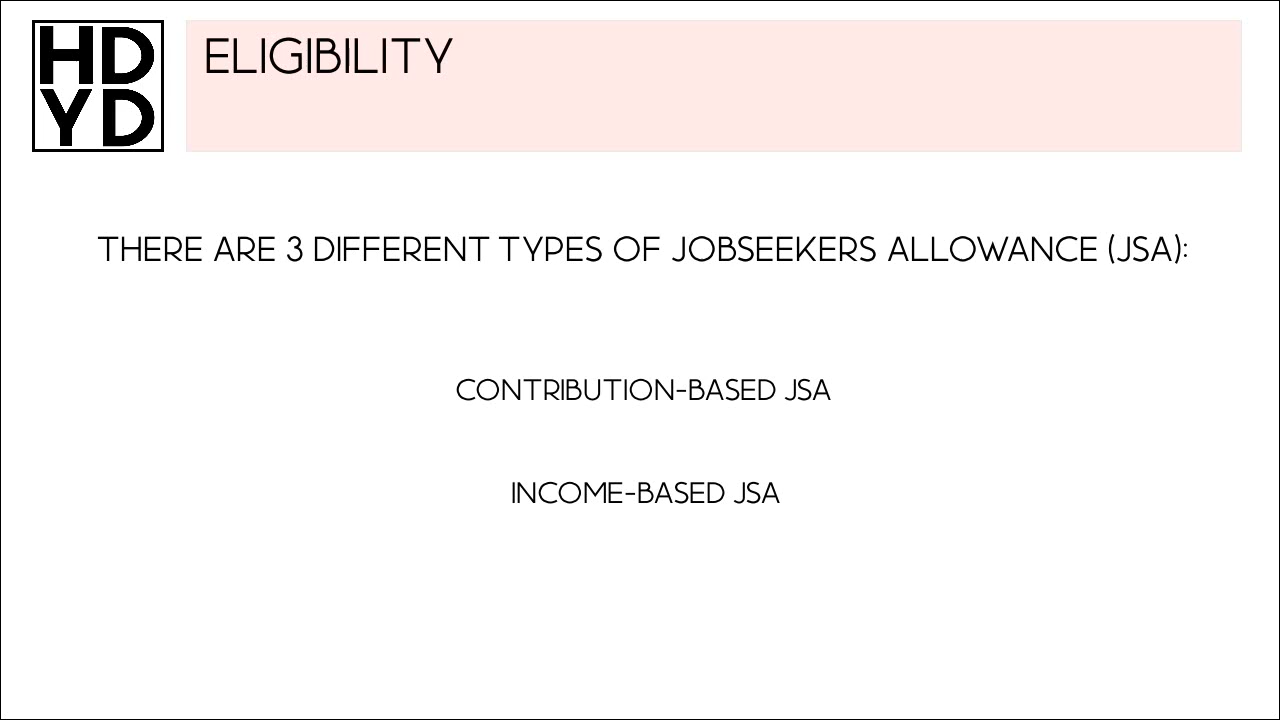 HD
YD
ELIGIBILITY
THERE ARE 3 DIFFERENT TYPES OF JOBSEEKERS ALLOWANCE (JSA):
CONTRIBUTION-BASED JSA
INCOME-BASED JSA